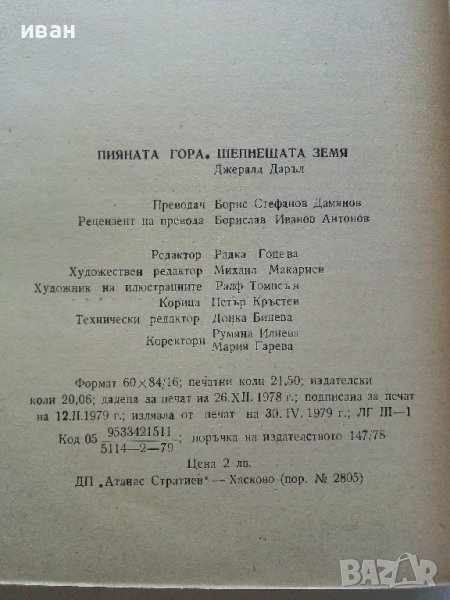 иван
ПИЯНАТА ГОРА. ШЕПНЕЩАТА ЗЕМЯ
Джералд Даръл
Преводач Борис Стефанов Дамянов
Рецензент на превода Борислав Иванов Антонов
Редактор Радка Гоцева
Художествен редактор Михаил Макариев
Художник на илюстрациите Ралф Томпсън
Корица Петър Кръстев
Технически редактор Донка Бинева
Коректори Румяна Илиева
Мария Гарева
Формат 60×84/16; печатни коли 21,50; издателски
коли 20,06; дадена за печат на 26.XII. 1978 г.; подписана за печат
на 12.II.1979 г.; излязла от печат на 30. IV. 1979 г.; ЛГ III—1
Код 05 9533421511/5114—2—79; поръчка на издателството 147/78
Цена 2 лв.
ДП „Атанас Стратиев“ — Хасково (пор. № 2805)
BAZAR